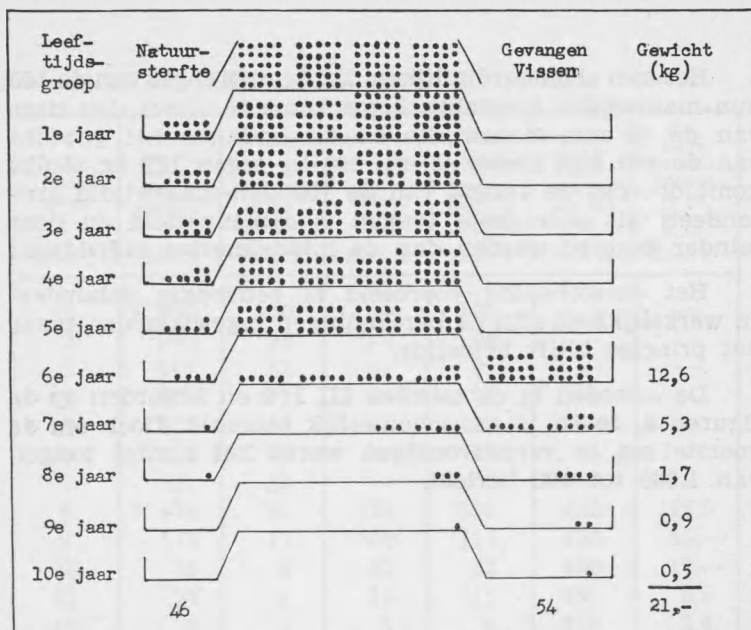 Leef-
tijds-
groep
Natuur-
sterfte
Gevangen
Vissen
Gewicht
(kg)
1e jaar
2e jaar
3e jaar
4e jaar
5e jaar
6e jaar 12,6
7e jaar 5,3
8e jaar 1,7
9e jaar 0,9
10e jaar 0,5
46 54 21,-